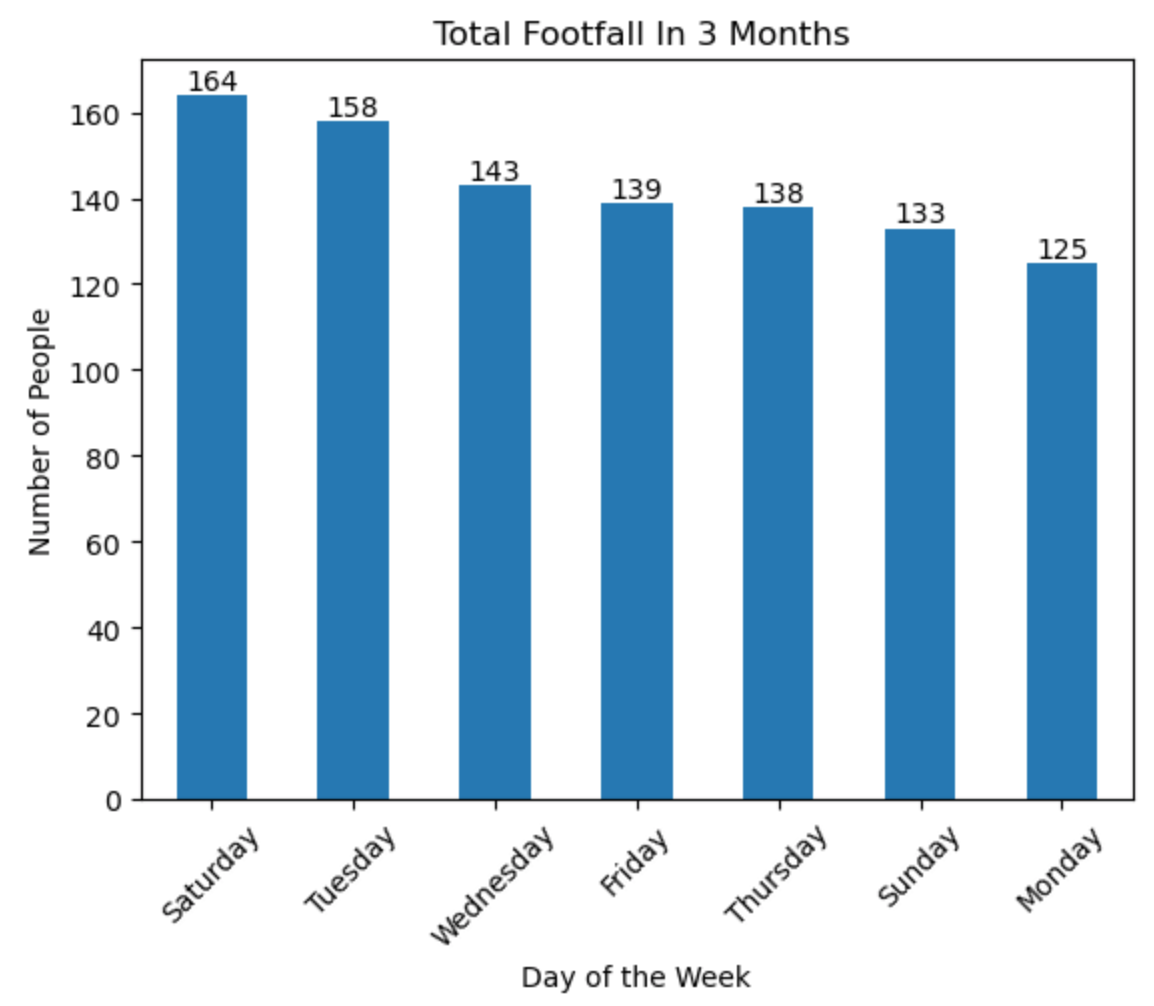 Total Footfall In 3 Months
164
158
143
139
138
133
125
160
140
120
100
80
60
40
20
0
Number of People
Saturday
Tuesday
Wednesday
Friday
Thursday
Sunday
Monday
Day of the Week